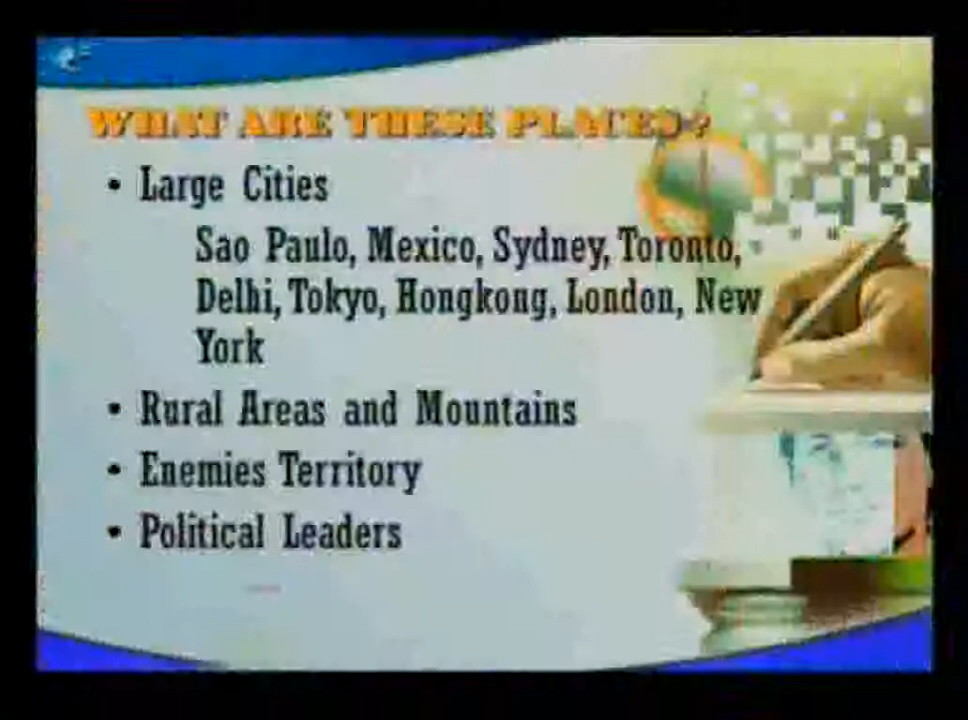 WHAT ARE THESE PLACES?
• Large Cities
Sao Paulo, Mexico, Sydney, Toronto,
Delhi, Tokyo, Hongkong, London, New
York
• Rural Areas and Mountains
• Enemies Territory
• Political Leaders